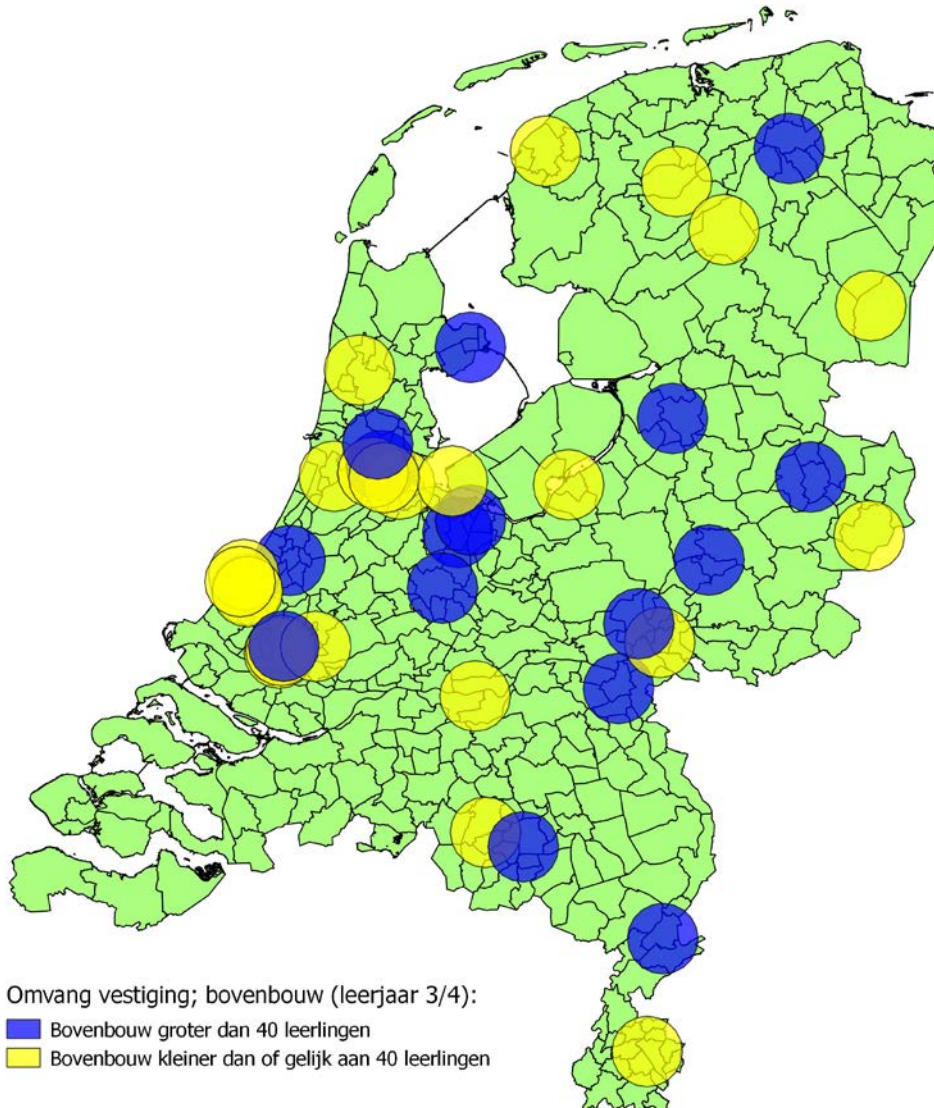 Omvang vestiging; bovenbouw (leerjaar 3/4):
Bovenbouw groter dan 40 leerlingen
Bovenbouw kleiner dan of gelijk aan 40 leerlingen